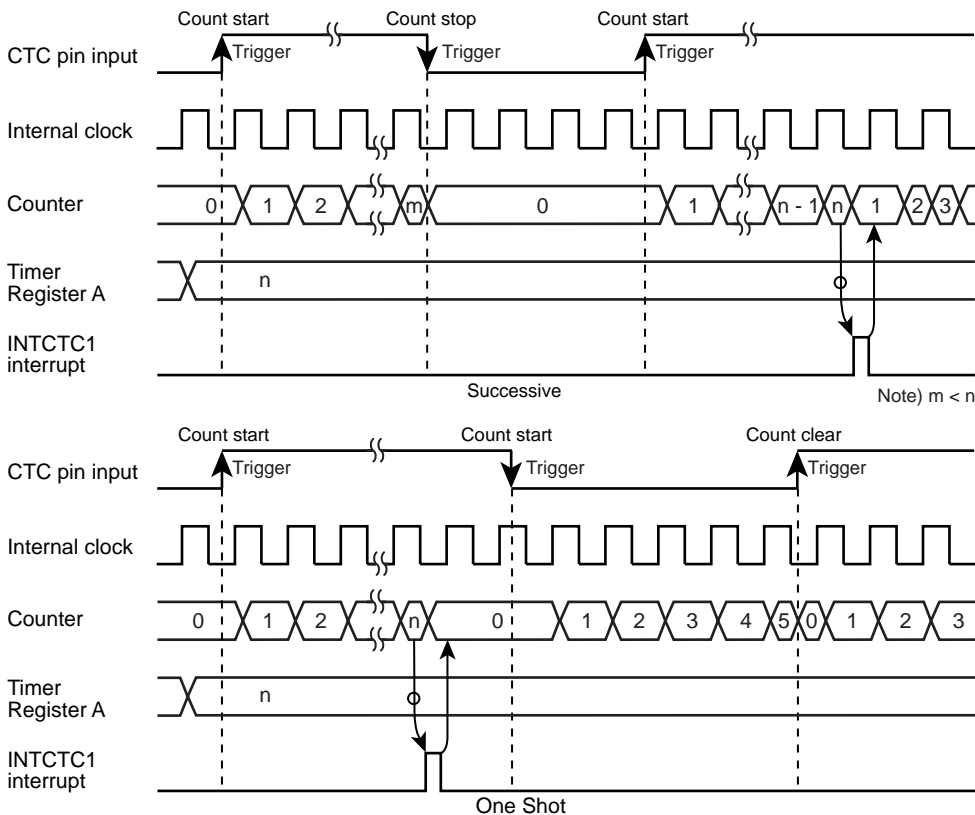 Count start Count stop Count start
CTC pin input Trigger Trigger Trigger
Internal clock
Counter 0 1 2 m 0 1 n - 1 n 1 2 3
Timer
Register A n
INTCTC1
interrupt
Successive
Note) m < n
Count start Count start Count clear
CTC pin input Trigger Trigger Trigger
Internal clock
Counter 0 1 2 n 0 1 2 3 4 5 0 1 2 3
Timer
Register A n
INTCTC1
interrupt
One Shot